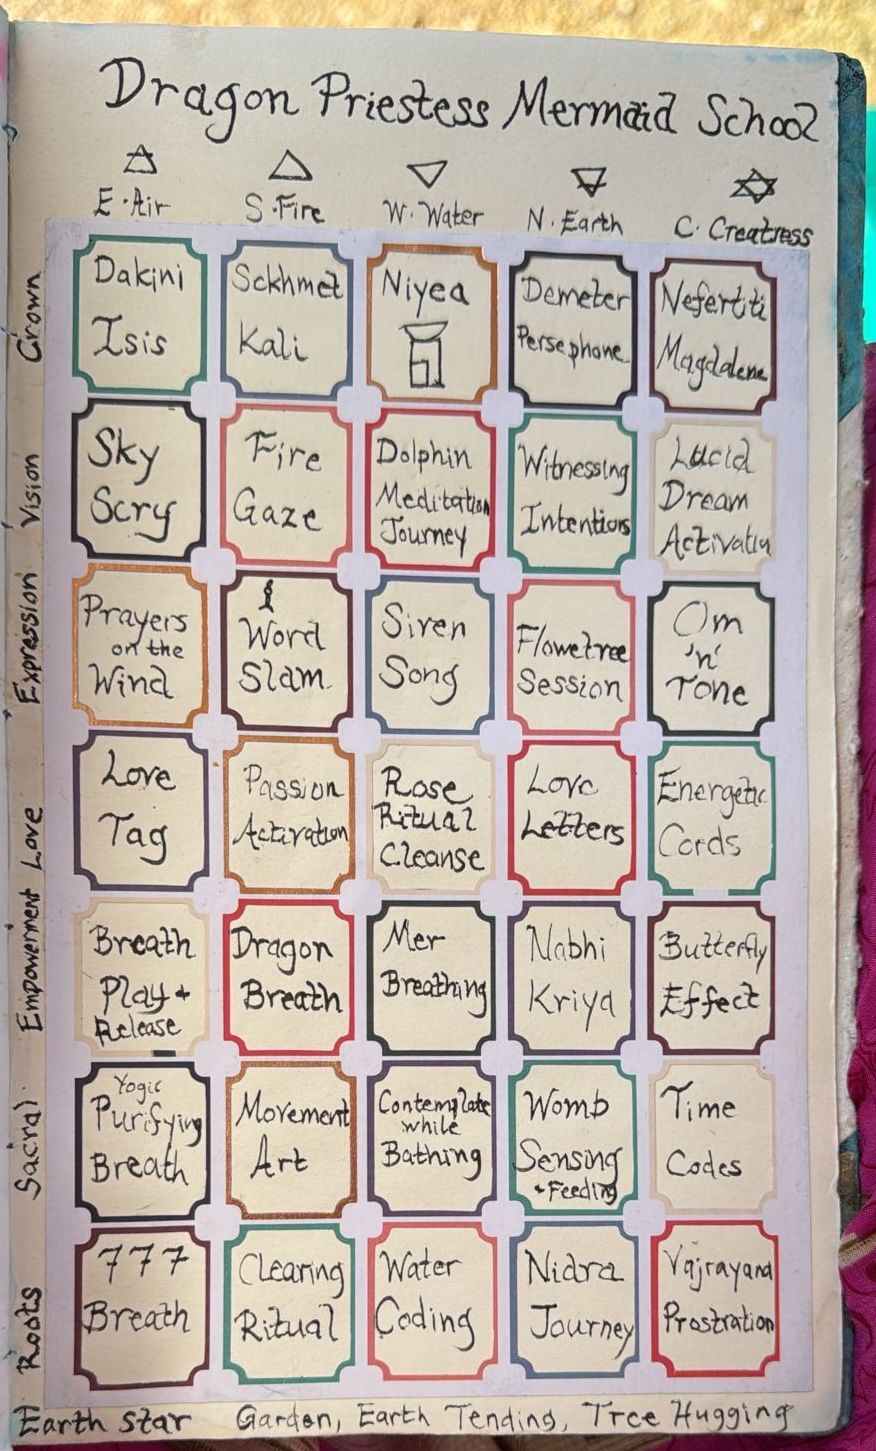 Dragon Priestess Mermaid School
E · Air S · Fire W · Water N · Earth C · Creatress
Crown
Dakini
Isis
Sekhmet
Kali
Niyea
Demeter
Persephone
Nefertiti
Magdalene
Vision
Sky
Scry
Fire
Gaze
Dolphin
Meditation
Journey
Witnessing
Intentions
Lucid
Dream
Activatin
Expression
Prayers
on the
Wind
Word
Slam
Siren
Song
Flowetree
Session
Om
'n'
Tone
Love
Love
Tag
Passion
Activation
Rose
Ritual
Cleanse
Love
Letters
Energetic
Cords
Empowerment
Breath
Play +
Release
Dragon
Breath
Mer
Breathing
Nabhi
Kriya
Butterfly
Effect
Sacral
Yogic
Purifying
Breath
Movement
Art
Contemplate
while
Bathing
Womb
Sensing
+ Feeding
Time
Codes
Roots
777
Breath
Clearing
Ritual
Water
Coding
Nidra
Journey
Vajrayana
Prostration
Earth Star Garden, Earth Tending, Tree Hugging